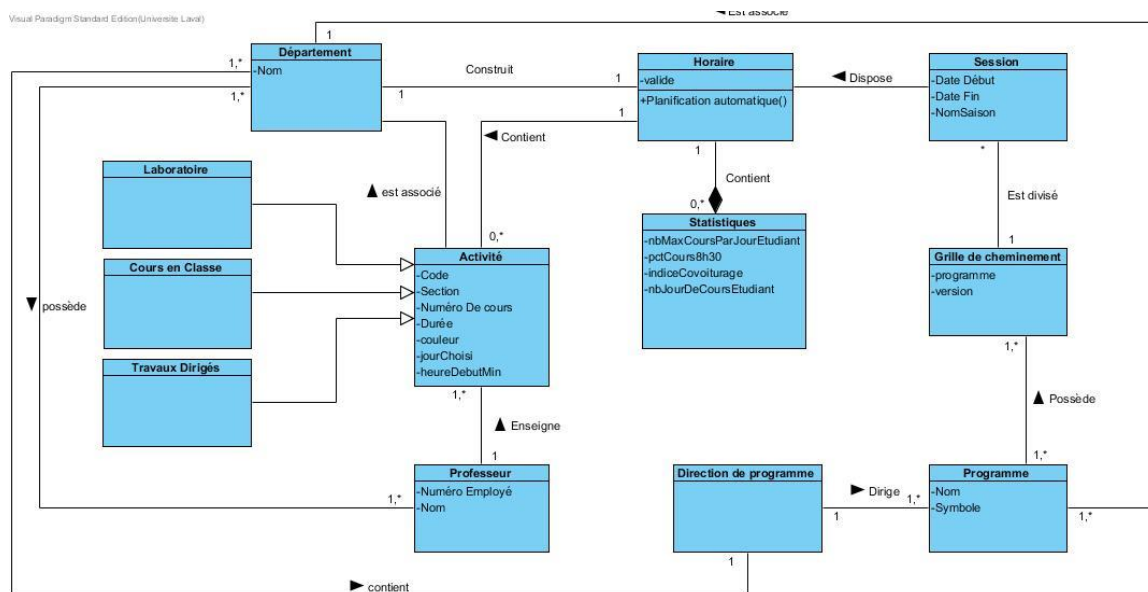 Visual Paradigm Standard Edition(Universite Laval)
Est associé
1
Département
-Nom
1,*
1,*
1
Construit
1
Horaire
-valide
+Planification automatique()
1
1
Dispose
Session
-Date Début
-Date Fin
-NomSaison
*
Contient
est associé
Contient
0,*
Statistiques
-nbMaxCoursParJourEtudiant
-pctCours8h30
-indiceCovoiturage
-nbJourDeCoursEtudiant
Est divisé
1
Grille de cheminement
-programme
-version
1,*
Laboratoire
Cours en Classe
Travaux Dirigés
possède
0,*
Activité
-Code
-Section
-Numéro De cours
-Durée
-couleur
-jourChoisi
-heureDebutMin
1,*
Enseigne
1
Professeur
-Numéro Employé
-Nom
1,*
Possède
1,*
Direction de programme
1
1
Dirige
1,*
Programme
-Nom
-Symbole
1,*
contient